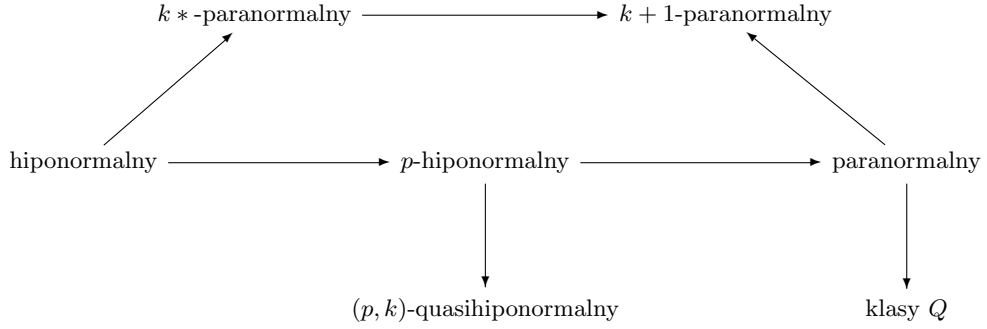 k ∗ -paranormalny k + 1-paranormalny
hiponormalny p-hiponormalny paranormalny
(p, k)-quasihiponormalny klasy Q